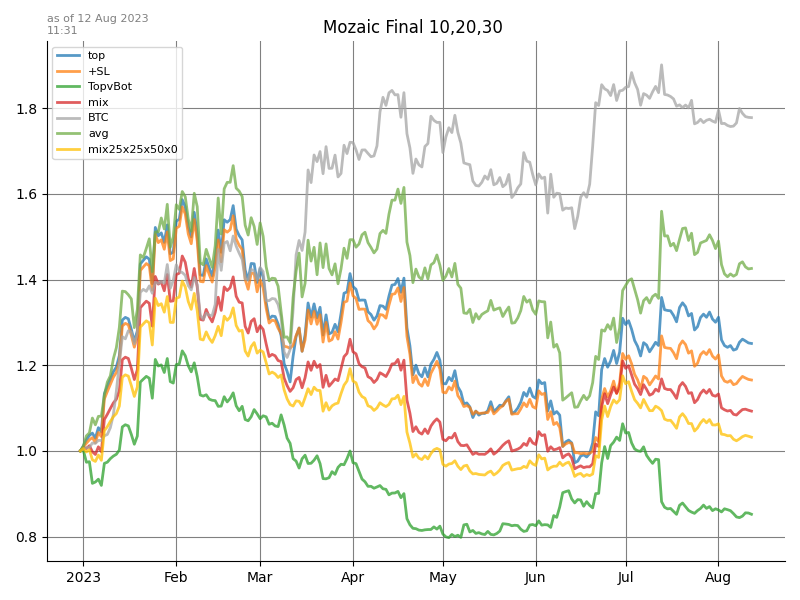 as of 12 Aug 2023
11:31
Mozaic Final 10,20,30
top
+SL
TopvBot
mix
BTC
avg
mix25x25x50x0
1.8
1.6
1.4
1.2
1.0
0.8
2023 Feb Mar Apr May Jun Jul Aug